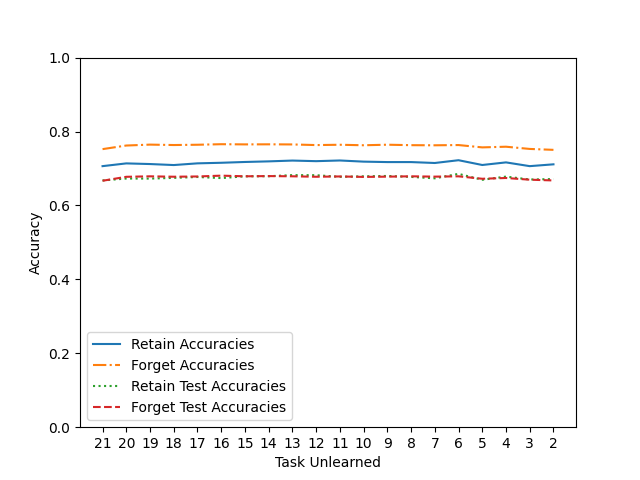 1.0
0.8
0.6
0.4
0.2
0.0
Accuracy
Retain Accuracies
Forget Accuracies
Retain Test Accuracies
Forget Test Accuracies
21 20 19 18 17 16 15 14 13 12 11 10 9 8 7 6 5 4 3 2
Task Unlearned